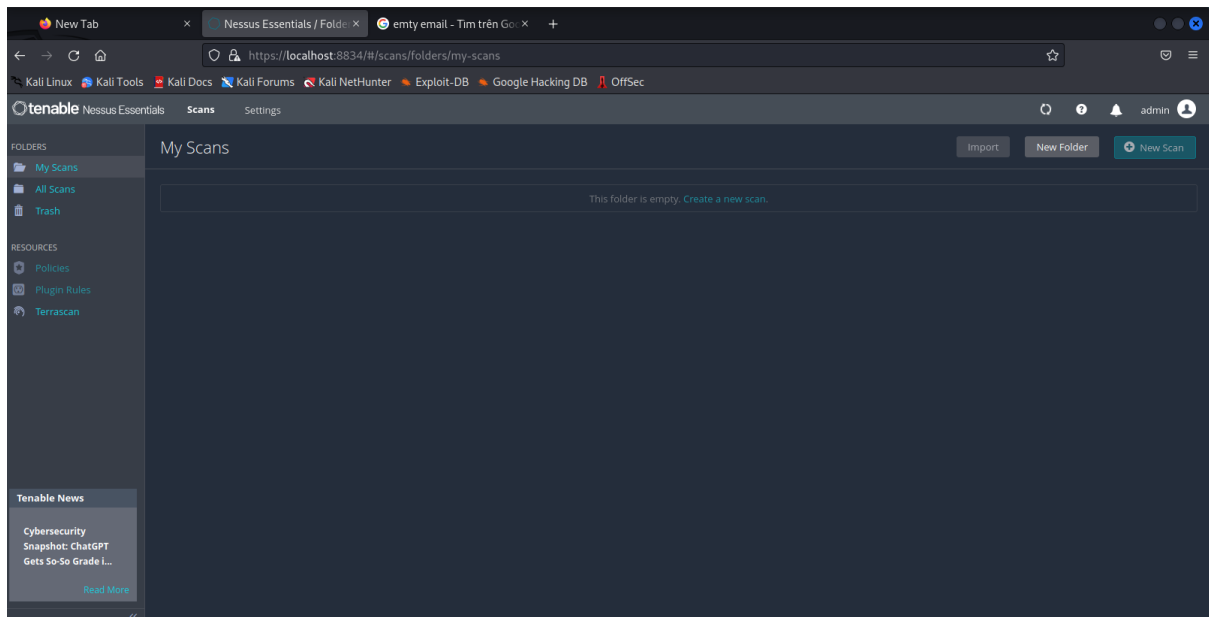 New Tab
Nessus Essentials / Folde
emty email - Tim trên Goo
https://localhost:8834/#/scans/folders/my-scans
Kali Linux Kali Tools Kali Docs Kali Forums Kali NetHunter Exploit-DB Google Hacking DB OffSec
tenable Nessus Essentials Scans Settings admin
FOLDERS
My Scans
All Scans
Trash
RESOURCES
Policies
Plugin Rules
Terrascan
Tenable News
Cybersecurity
Snapshot: ChatGPT
Gets So-So Grade i...
Read More
My Scans
Import New Folder New Scan
This folder is empty. Create a new scan.